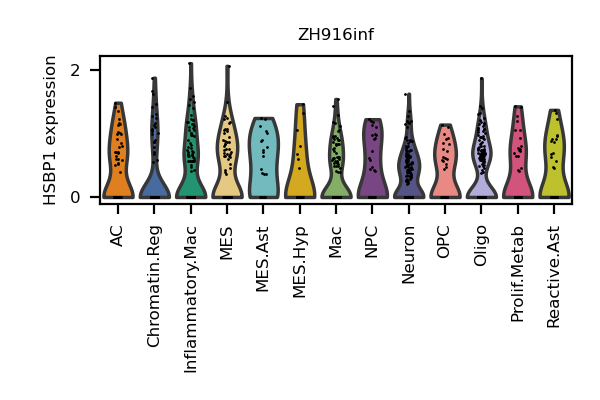 ZH916inf
HSBP1 expression
2
0
AC
Chromatin.Reg
Inflammatory.Mac
MES
MES.Ast
MES.Hyp
Mac
NPC
Neuron
OPC
Oligo
Prolif.Metab
Reactive.Ast